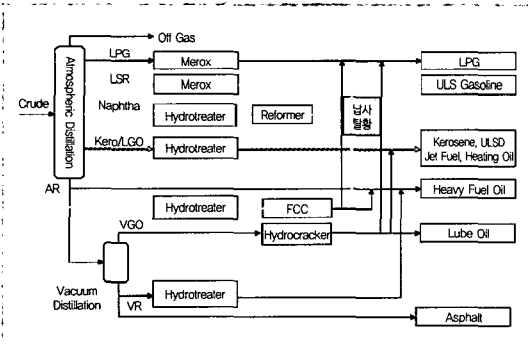 Off Gas
LPG
Merox
LPG
LSR
Merox
ULS Gasoline
Crude
Atmospheric Distillation
Naphtha
Hydrotreater
Reformer
납사
탈황
Kero/LGO
Hydrotreater
Kerosene, ULSD
Jet Fuel, Heating Oil
AR
Heavy Fuel Oil
Hydrotreater
FCC
VGO
Hydrocracker
Lube Oil
Vacuum
Distillation
VR
Hydrotreater
Asphalt